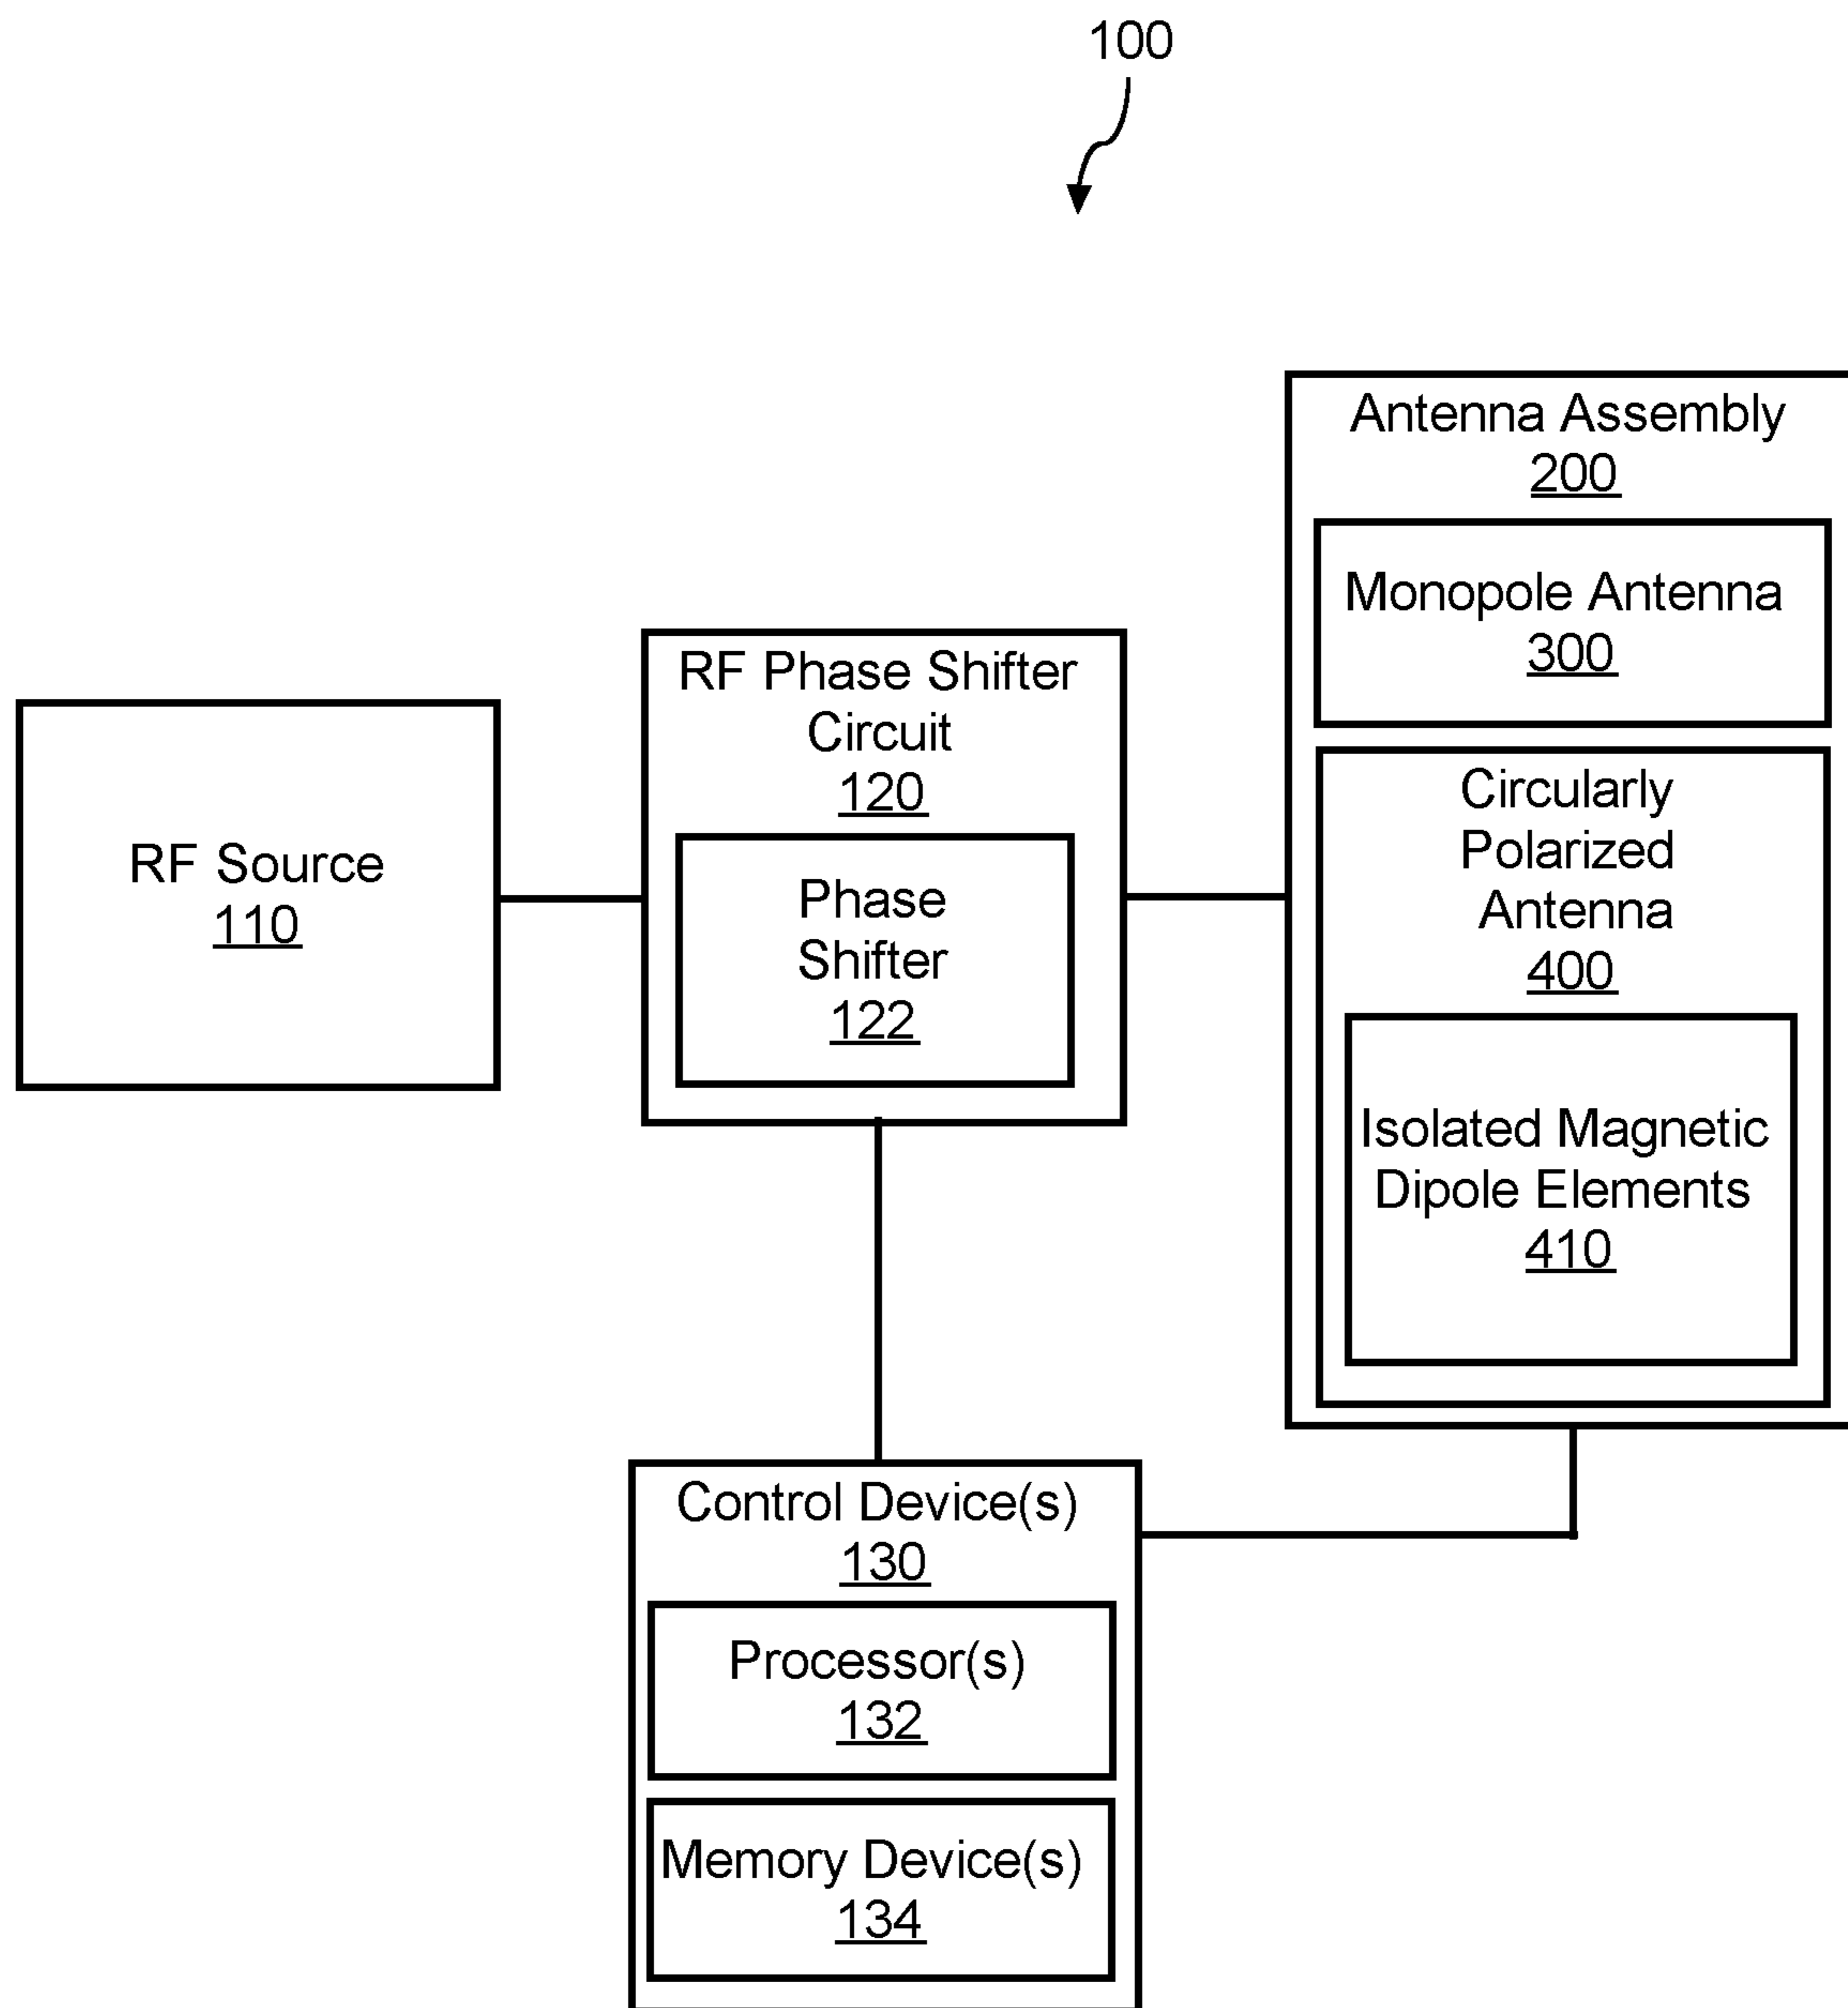 100
Antenna Assembly
200
Monopole Antenna
300
RF Phase Shifter
Circuit
120
Circularly
Polarized
Antenna
400
RF Source
110
Phase
Shifter
122
Isolated Magnetic
Dipole Elements
410
Control Device(s)
130
Processor(s)
132
Memory Device(s)
134